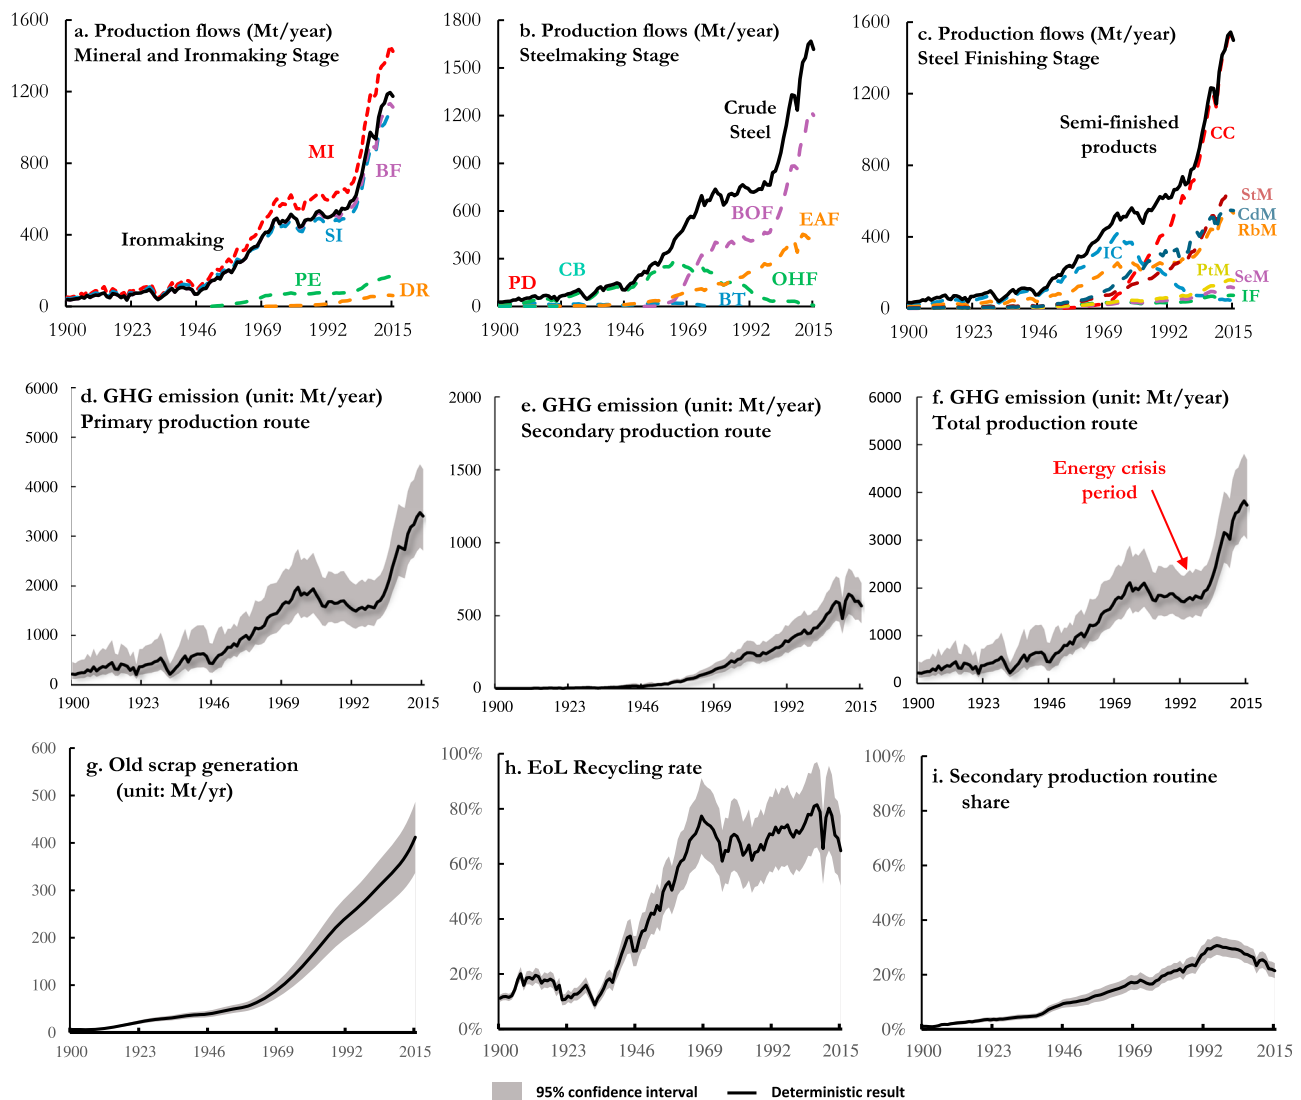 a. Production flows (Mt/year)
Mineral and Ironmaking Stage
1600
1200
800
400
0
MI
BF
SI
Ironmaking
PE
DR
1900 1923 1946 1969 1992 2015
b. Production flows (Mt/year)
Steelmaking Stage
1800
1500
1200
900
600
300
0
Crude
Steel
BOF
EAF
OHF
CB
PD
BT
1900 1923 1946 1969 1992 2015
c. Production flows (Mt/year)
Steel Finishing Stage
1600
1200
800
400
0
Semi-finished
products
CC
StM
CdM
RbM
IC
PtM
SeM
IF
1900 1923 1946 1969 1992 2015
d. GHG emission (unit: Mt/year)
Primary production route
6000
5000
4000
3000
2000
1000
0
1900 1923 1946 1969 1992 2015
e. GHG emission (unit: Mt/year)
Secondary production route
2000
1500
1000
500
0
1900 1923 1946 1969 1992 2015
f. GHG emission (unit: Mt/year)
Total production route
6000
5000
4000
3000
2000
1000
0
Energy crisis
period
1900 1923 1946 1969 1992 2015
g. Old scrap generation
(unit: Mt/yr)
600
500
400
300
200
100
0
1900 1923 1946 1969 1992 2015
h. EoL Recycling rate
100%
80%
60%
40%
20%
0%
1900 1923 1946 1969 1992 2015
i. Secondary production routine
share
100%
80%
60%
40%
20%
0%
1900 1923 1946 1969 1992 2015
95% confidence interval
Deterministic result